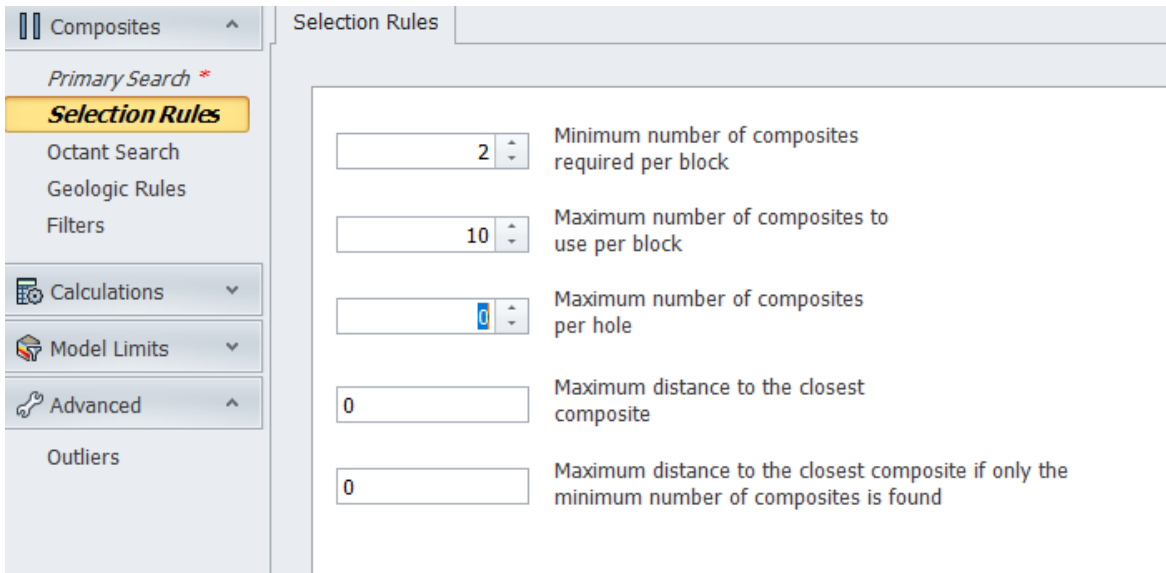 Composites
Primary Search *
Selection Rules
Octant Search
Geologic Rules
Filters
Calculations
Model Limits
Advanced
Outliers
Selection Rules
2
Minimum number of composites
required per block
10
Maximum number of composites to
use per block
0
Maximum number of composites
per hole
0
Maximum distance to the closest
composite
0
Maximum distance to the closest composite if only the
minimum number of composites is found